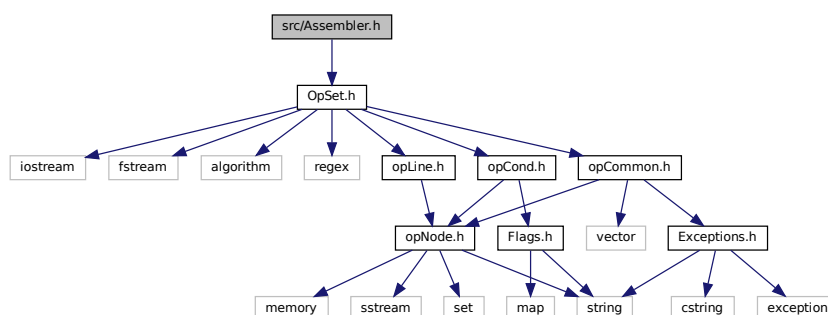 src/Assembler.h
OpSet.h
iostream
fstream
algorithm
regex
opLine.h
opCond.h
opCommon.h
opNode.h
Flags.h
vector
Exceptions.h
memory
sstream
set
map
string
cstring
exception